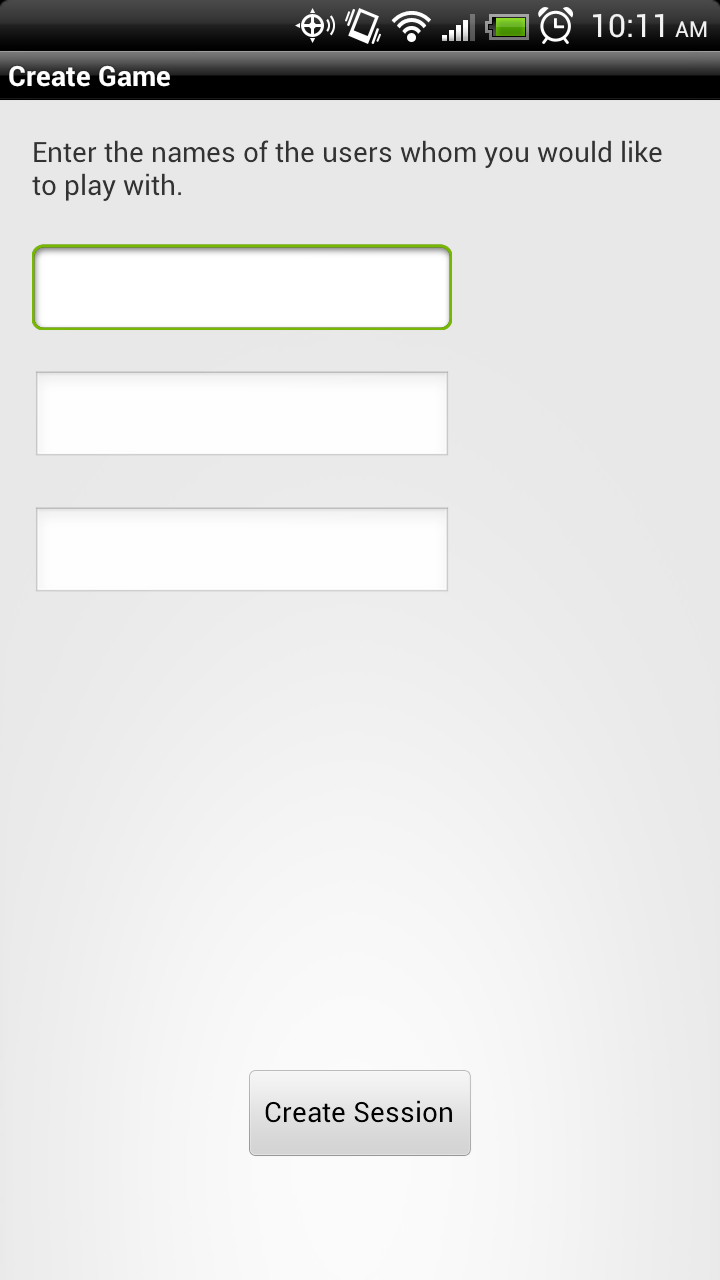 10:11 AM
Create Game
Enter the names of the users whom you would like
to play with.
Create Session